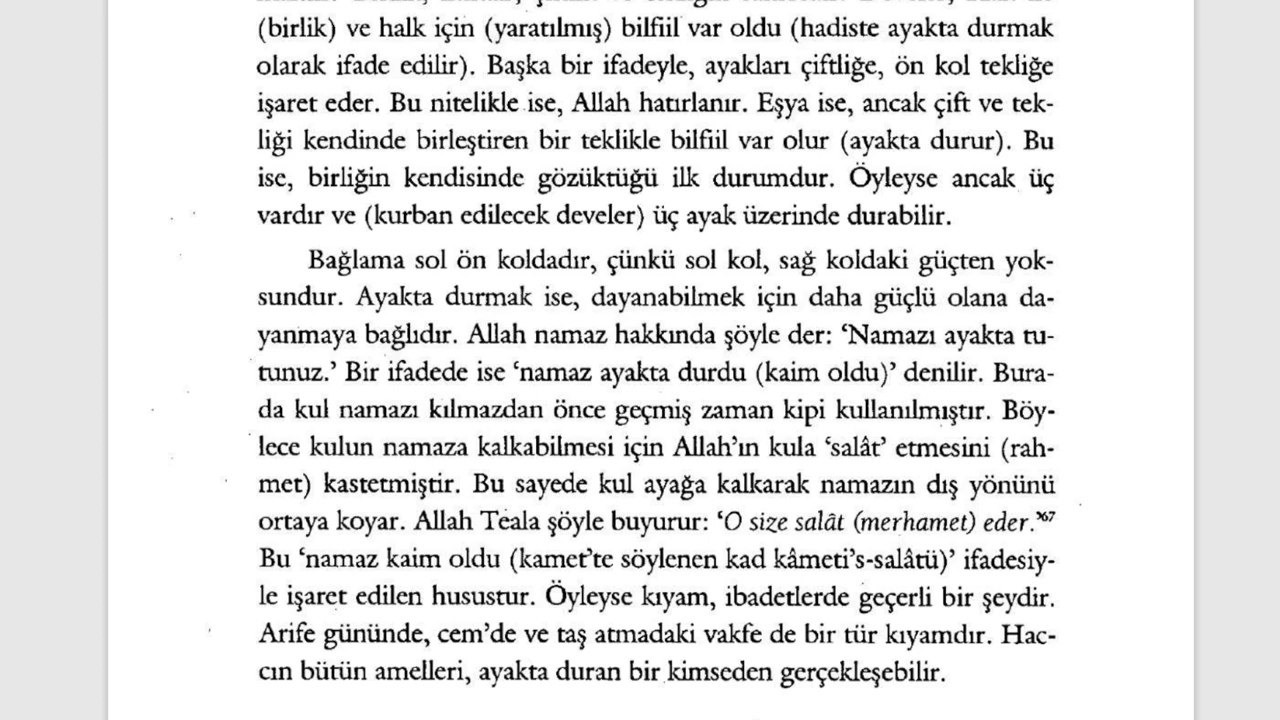 (birlik) ve halk için (yaratılmış) bilfiil var oldu (hadiste ayakta durmak
olarak ifade edilir). Başka bir ifadeyle, ayakları çiftliğe, ön kol tekliğe
işaret eder. Bu nitelikle ise, Allah hatırlanır. Eşya ise, ancak çift ve tek-
liği kendinde birleştiren bir teklikle bilfiil var olur (ayakta durur). Bu
ise, birliğin kendisinde gözüktüğü ilk durumdur. Öyleyse ancak üç
vardır ve (kurban edilecek develer) üç ayak üzerinde durabilir.
Bağlama sol ön koldadır, çünkü sol kol, sağ koldaki güçten yok-
sundur. Ayakta durmak ise, dayanabilmek için daha güçlü olana da-
yanmaya bağlıdır. Allah namaz hakkında şöyle der: ‘Namazı ayakta tu-
tunuz.’ Bir ifadede ise ‘namaz ayakta durdu (kaim oldu)’ denilir. Bura-
da kul namazı kılmazdan önce geçmiş zaman kipi kullanılmıştır. Böy-
lece kulun namaza kalkabilmesi için Allah’ın kula ‘salât’ etmesini (rah-
met) kastetmiştir. Bu sayede kul ayağa kalkarak namazın dış yönünü
ortaya koyar. Allah Teala şöyle buyurur: ‘O size salât (merhamet) eder.’67
Bu ‘namaz kaim oldu (kamet’te söylenen kad kâmeti’s-salâtü)’ ifadesiy-
le işaret edilen husustur. Öyleyse kıyam, ibadetlerde geçerli bir şeydir.
Arife gününde, cem’de ve taş atmadaki vakfe de bir tür kıyamdır. Hac-
cın bütün amelleri, ayakta duran bir kimseden gerçekleşebilir.